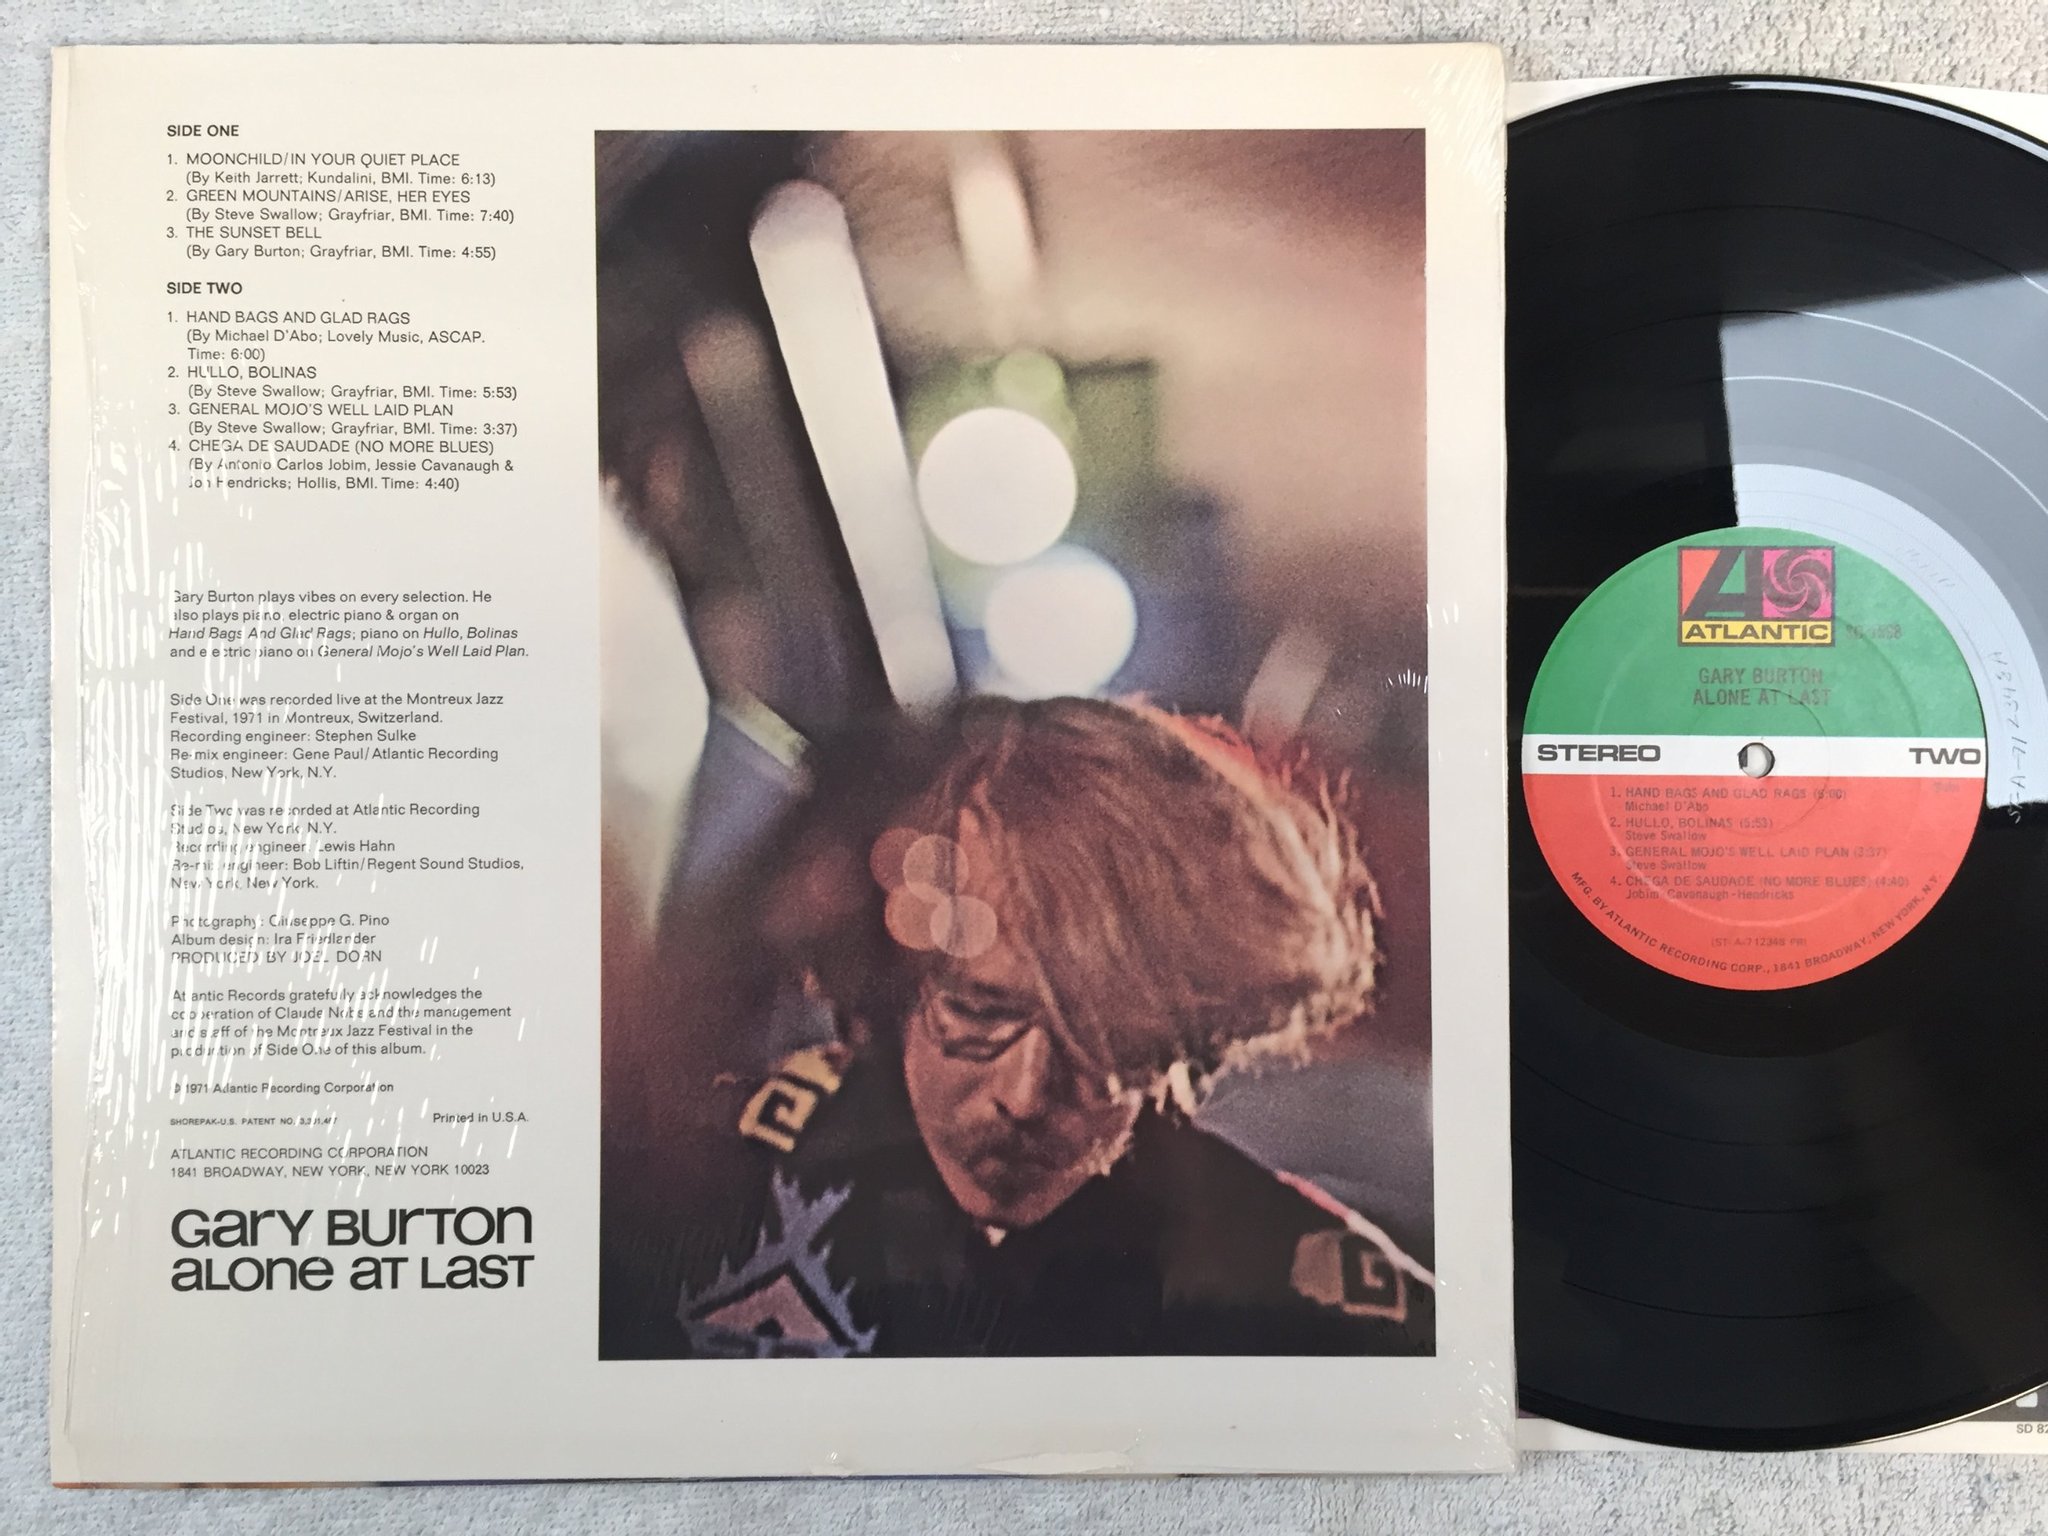 SIDE ONE
1. MOONCHILD/IN YOUR QUIET PLACE
(By Keith Jarrett; Kundalini, BMI. Time: 6:13)
2. GREEN MOUNTAINS/ARISE, HER EYES
(By Steve Swallow; Grayfriar, BMI. Time: 7:40)
3. THE SUNSET BELL
(By Gary Burton; Grayfriar, BMI. Time: 4:55)
SIDE TWO
1. HAND BAGS AND GLAD RAGS
(By Michael D'Abo; Lovely Music, ASCAP.
Time: 6:00)
2. HULLO, BOLINAS
(By Steve Swallow; Grayfriar, BMI. Time: 5:53)
3. GENERAL MOJO'S WELL LAID PLAN
(By Steve Swallow; Grayfriar, BMI. Time: 3:37)
4. CHEGA DE SAUDADE (NO MORE BLUES)
(By Antonio Carlos Jobim, Jessie Cavanaugh &
Jon Hendricks; Hollis, BMI. Time: 4:40)
Gary Burton plays vibes on every selection. He
also plays piano, electric piano & organ on
Hand Bags And Glad Rags; piano on Hullo, Bolinas
and electric piano on General Mojo's Well Laid Plan.
Side One was recorded live at the Montreux Jazz
Festival, 1971 in Montreux, Switzerland.
Recording engineer: Stephen Sulke
Re-mix engineer: Gene Paul/Atlantic Recording
Studios, New York, N.Y.
Side Two was recorded at Atlantic Recording
Studios, New York, N.Y.
Recording engineer: Lewis Hahn
Re-mix engineer: Bob Liftin/Regent Sound Studios,
New York, New York.
Photography: Giuseppe G. Pino
Album design: Ira Friedlander
PRODUCED BY JOEL DORN
Atlantic Records gratefully acknowledges the
cooperation of Claude Nobs and the management
and staff of the Montreux Jazz Festival in the
production of Side One of this album.
℗ 1971 Atlantic Recording Corporation
SHOREPAK-U.S. PATENT NO. 3,301,467
Printed in U.S.A.
ATLANTIC RECORDING CORPORATION
1841 BROADWAY, NEW YORK, NEW YORK 10023
Gary Burton
alone at last
A
ATLANTIC
SD 1598
GARY BURTON
ALONE AT LAST
STEREO TWO
1. HAND BAGS AND GLAD RAGS (6:00)
Michael D'Abo
2. HULLO, BOLINAS (5:53)
Steve Swallow
3. GENERAL MOJO'S WELL LAID PLAN (3:37)
Steve Swallow
4. CHEGA DE SAUDADE (NO MORE BLUES) (4:40)
Jobim-Cavanaugh-Hendricks
(ST-A-712348 PR)
MFG. BY ATLANTIC RECORDING CORP., 1841 BROADWAY, NEW YORK, N.Y.